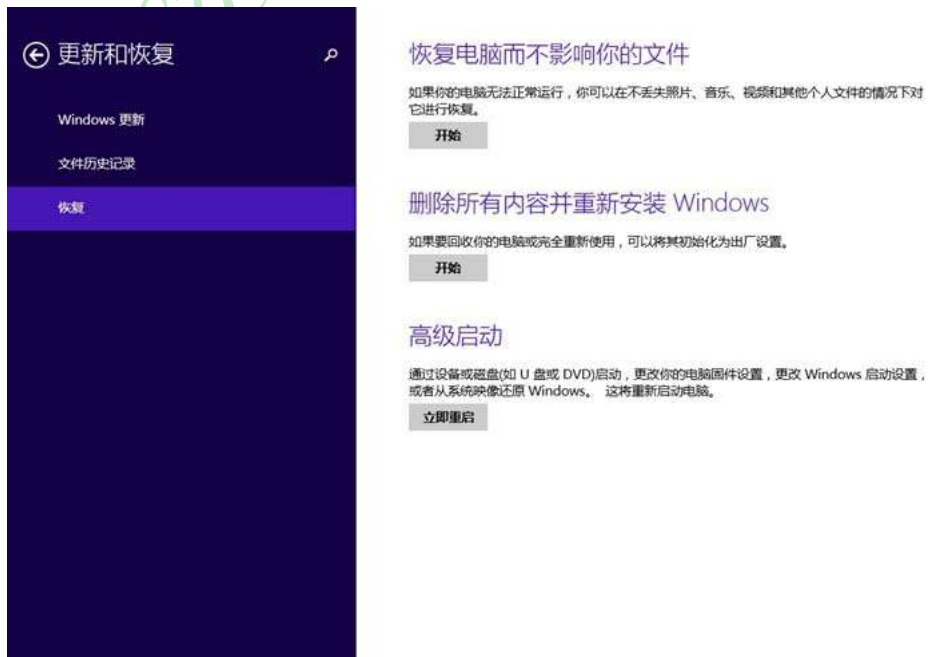 更新和恢复
Windows 更新
文件历史记录
恢复
恢复电脑而不影响你的文件
如果你的电脑无法正常运行，你可以在不丢失照片、音乐、视频和其他个人文件的情况下对
它进行恢复。
开始
删除所有内容并重新安装 Windows
如果要回收你的电脑或完全重新使用，可以将其初始化为出厂设置。
开始
高级启动
通过设备或磁盘(如 U 盘或 DVD)启动，更改你的电脑固件设置，更改 Windows 启动设置，
或者从系统映像还原 Windows。 这将重新启动电脑。
立即重启